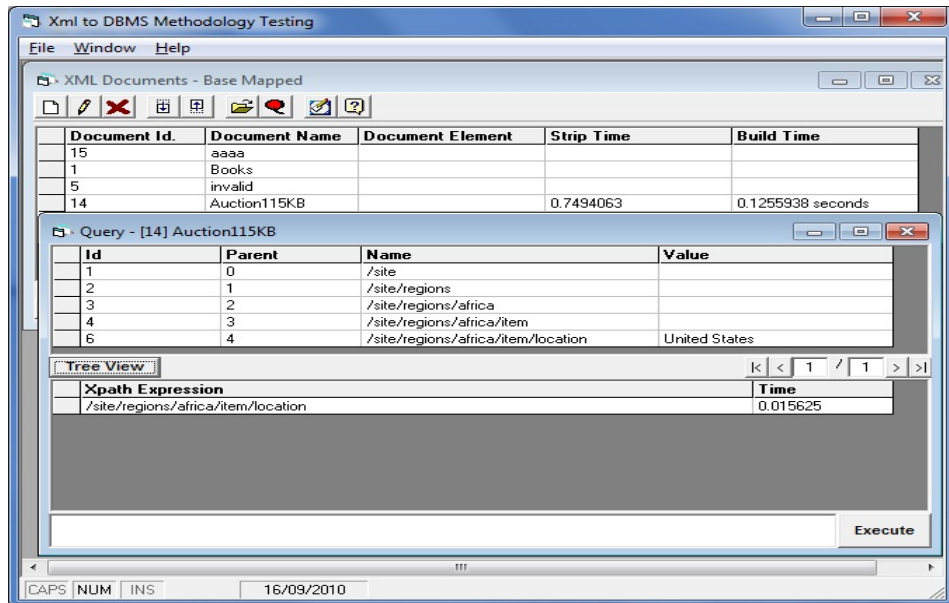 Xml to DBMS Methodology Testing
File Window Help
XML Documents - Base Mapped
Document Id. Document Name Document Element Strip Time Build Time
15 aaaa
1 Books
5 invalid
14 Auction115KB 0.7494063 0.1255938 seconds
Query - [14] Auction115KB
Id Parent Name Value
1 0 /site
2 1 /site/regions
3 2 /site/regions/africa
4 3 /site/regions/africa/item
6 4 /site/regions/africa/item/location United States
Tree View |< < 1 / 1 > >|
Xpath Expression Time
/site/regions/africa/item/location 0.015625
Execute
CAPS NUM INS 16/09/2010